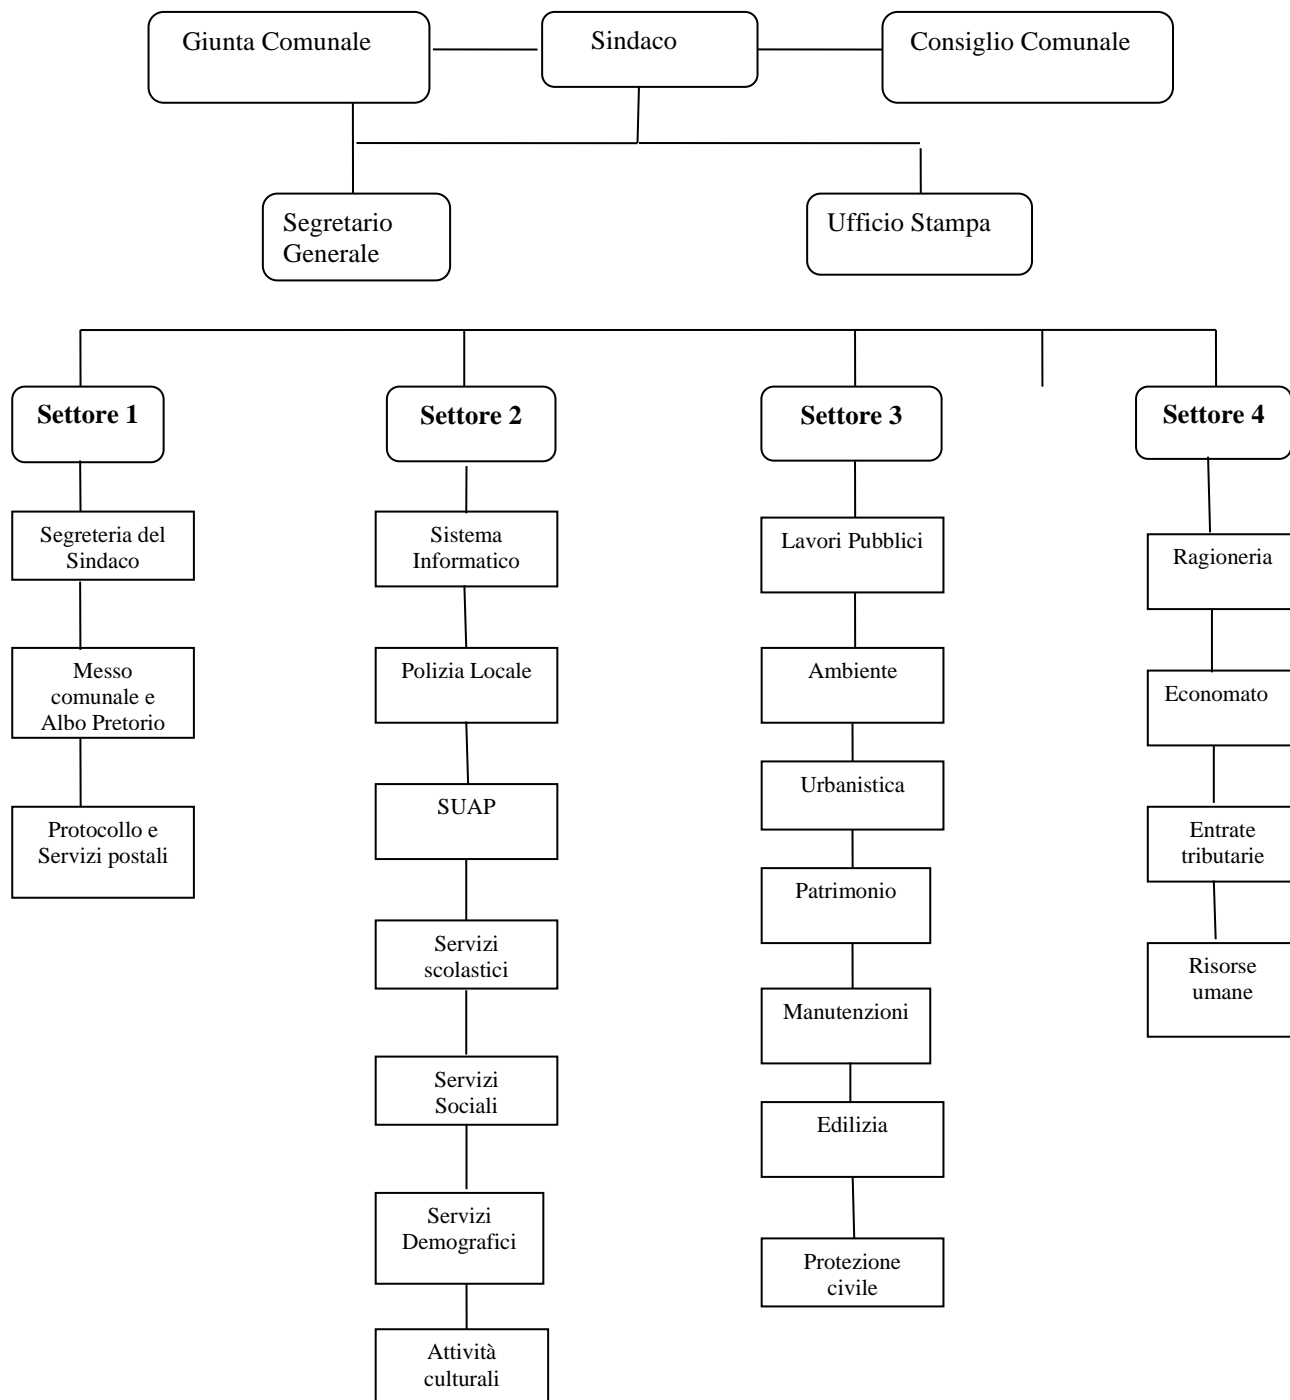 Giunta Comunale
Sindaco
Consiglio Comunale
Segretario
Generale
Ufficio Stampa
Settore 1
Settore 2
Settore 3
Settore 4
Segreteria del
Sindaco
Messo
comunale e
Albo Pretorio
Protocollo e
Servizi postali
Sistema
Informatico
Polizia Locale
SUAP
Servizi
scolastici
Servizi
Sociali
Servizi
Demografici
Attività
culturali
Lavori Pubblici
Ambiente
Urbanistica
Patrimonio
Manutenzioni
Edilizia
Protezione
civile
Ragioneria
Economato
Entrate
tributarie
Risorse
umane